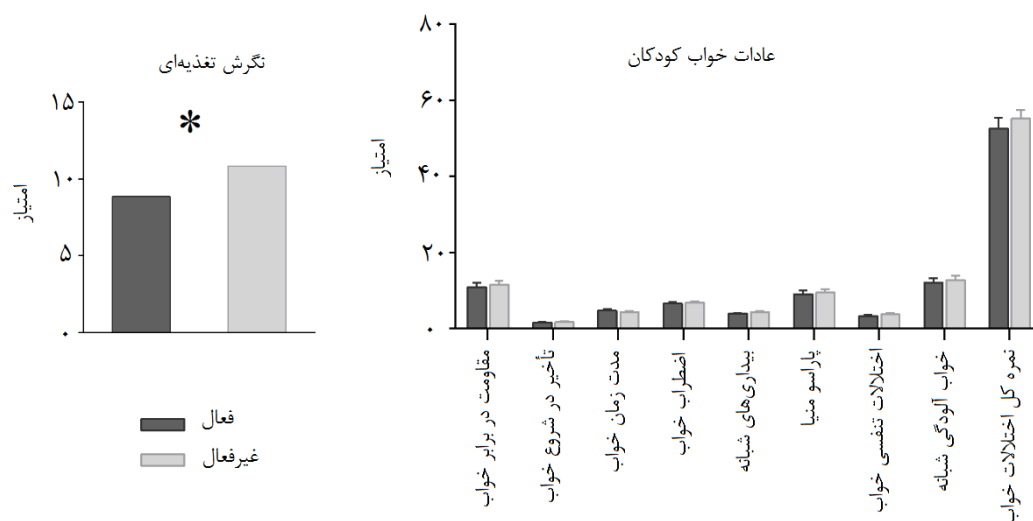 نگرش تغذیه‌ای
امتیاز
۱۵
۱۰
۵
۰
*
فعال
غیرفعال
عادات خواب کودکان
امتیاز
۸۰
۶۰
۴۰
۲۰
۰
مقاومت در برابر خواب
تأخیر در شروع خواب
مدت زمان خواب
اضطراب خواب
بیداری‌های شبانه
پاراسو منیا
اختلالات تنفسی خواب
خواب آلودگی شبانه
نمره کل اختلالات خواب